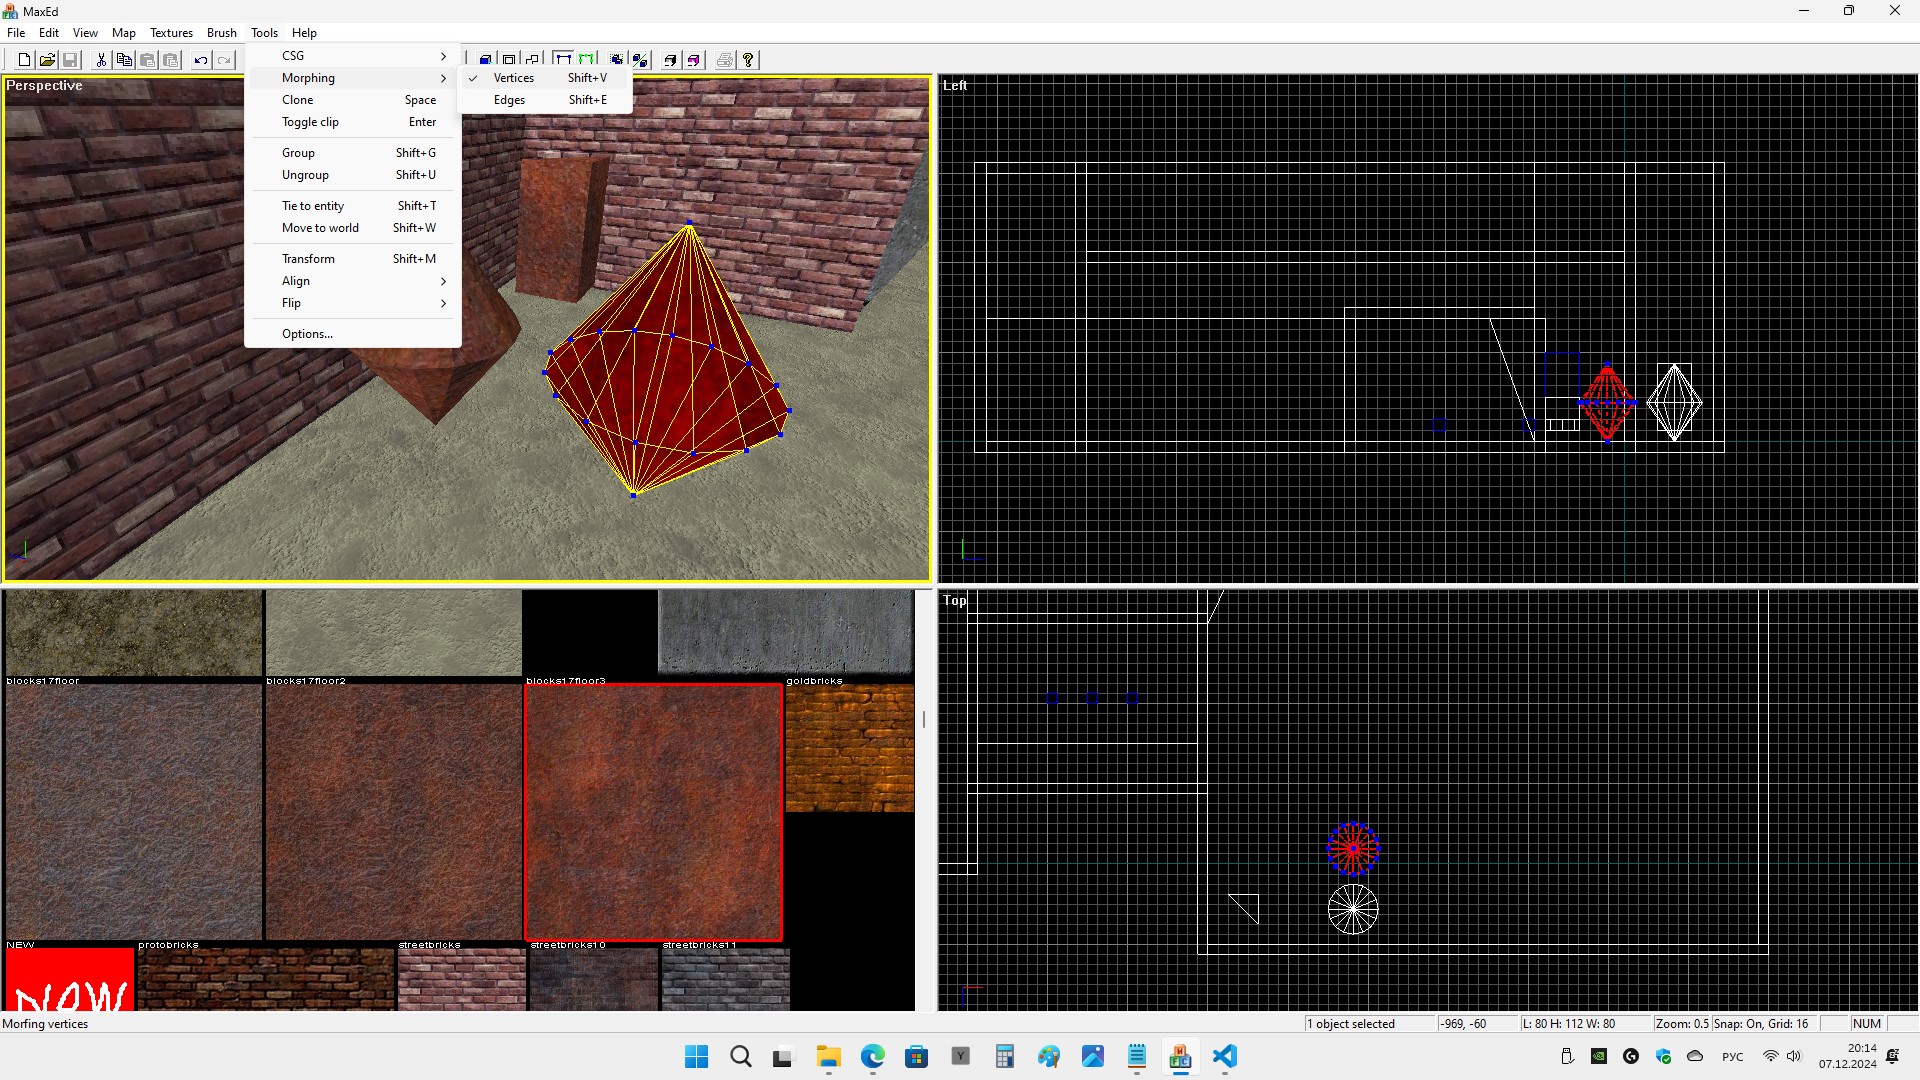 MaxEd
File Edit View Map Textures Brush Tools Help
CSG
Morphing
Clone Space
Toggle clip Enter
Group Shift+G
Ungroup Shift+U
Tie to entity Shift+T
Move to world Shift+W
Transform Shift+M
Align
Flip
Options...
Vertices Shift+V
Edges Shift+E
Perspective
Left
Top
blocks17floor blocks17floor2 blocks17floor3 goldbricks
NEW protobricks streetbricks streetbricks10 streetbricks11
NEW
Morfing vertices
1 object selected
-969, -60
L: 80 H: 112 W: 80
Zoom: 0.5
Snap: On, Grid: 16
NUM
Y
РУС
20:14
07.12.2024